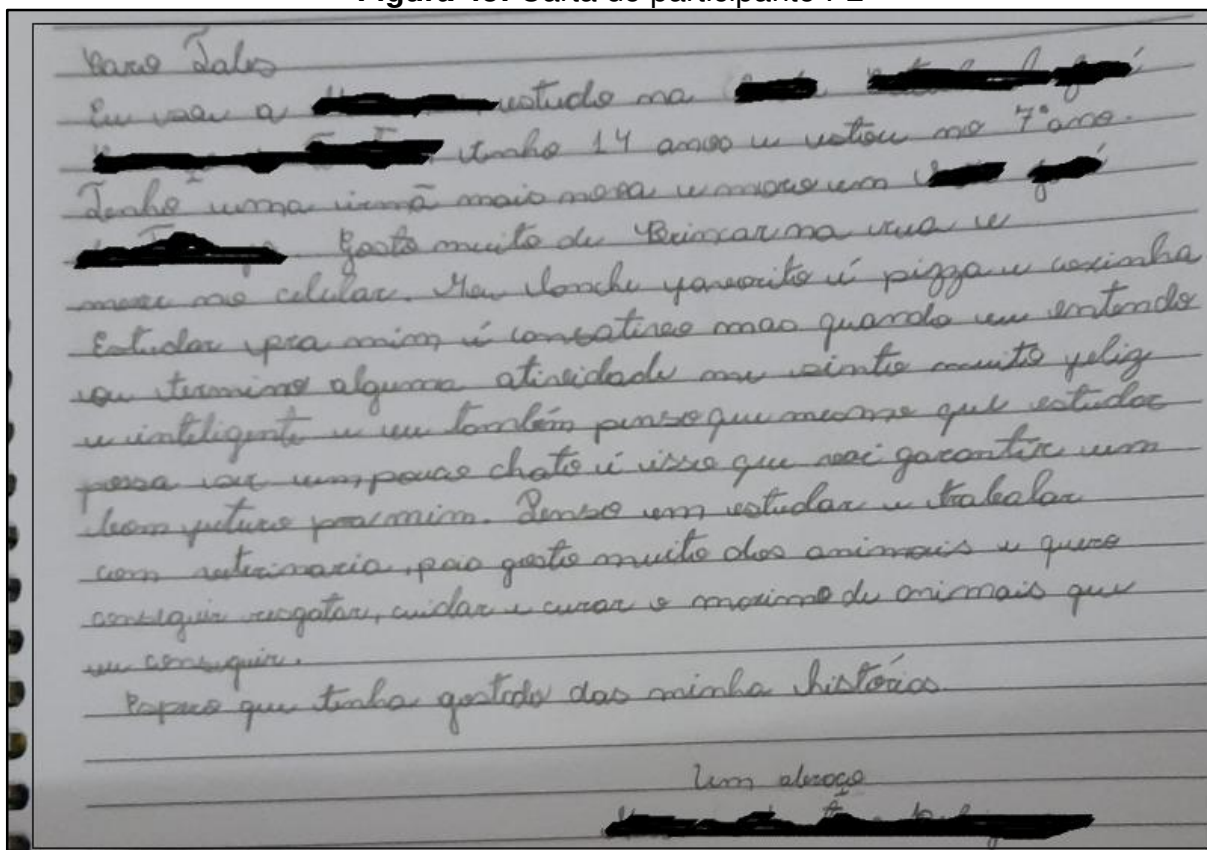 Figura 43: Carta do participante P2
Caro Tales
Eu sou a estudo na
tenho 14 anos e estou no 7º ano.
Tenho uma irmã mais nova e moro em
Gosto muito de Brincar na rua e
mexer no celular. Meu lanche favorito é pizza e coxinha
Estudar pra mim é cansativo mas quando eu entendo
ou termino alguma atividade me sinto muito feliz
e inteligente e eu também penso que mesmo que estudar
possa ser um pouco chato é isso que vai garantir um
bom futuro pra mim. Penso em estudar e trabalar
com veterinaria, pois gosto muito dos animais e quero
conseguir resgatar, cuidar e curar o maximo de animais que
eu conseguir.
Espero que tenha gostado das minha histórias
Um abraço